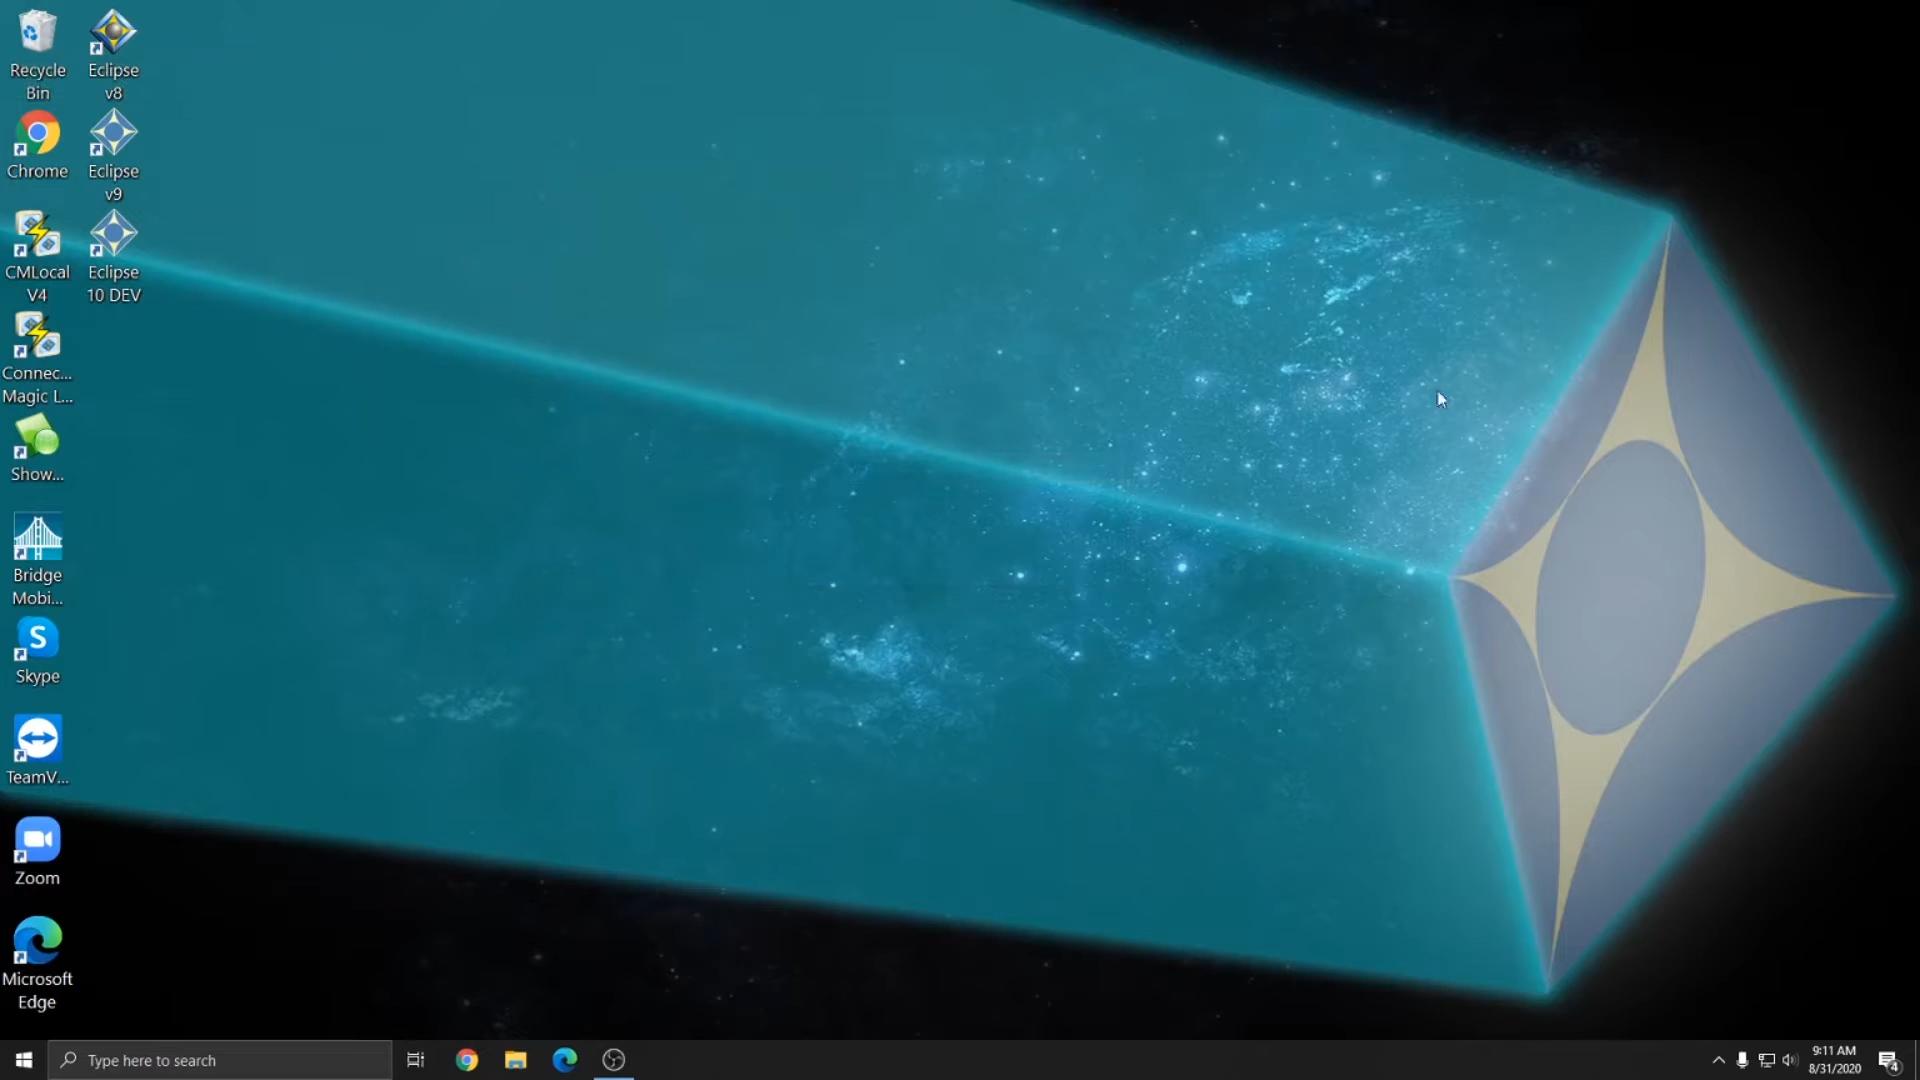 Recycle
Bin
Eclipse
v8
Chrome
Eclipse
v9
CMLocal
V4
Eclipse
10 DEV
Connec...
Magic L...
Show...
Bridge
Mobi...
S
Skype
TeamV...
Zoom
Microsoft
Edge
Type here to search
9:11 AM
8/31/2020
4